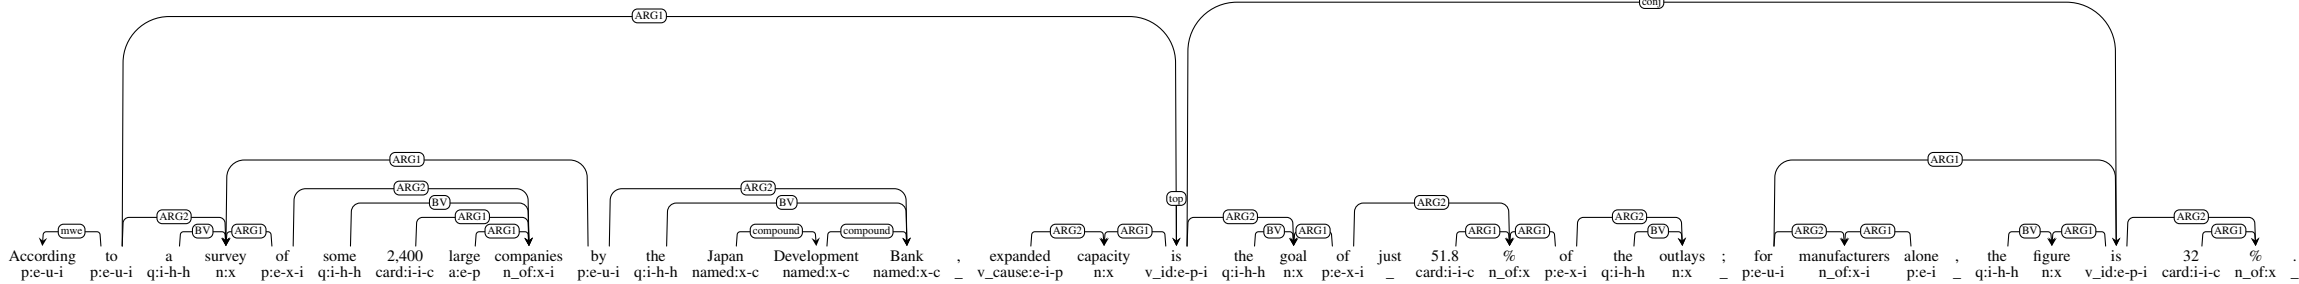 ARG1 conj
ARG1 ARG1
ARG2 ARG2
BV BV top
ARG2
ARG2 ARG1 ARG2 ARG2 ARG2
mwe BV ARG1 ARG1 compound compound ARG2 ARG1 BV ARG1 ARG1 ARG1 BV ARG2 ARG1 BV ARG1 ARG1
According to a survey of some 2,400 large companies by the Japan Development Bank , expanded capacity is the goal of just 51.8 % of the outlays ; for manufacturers alone , the figure is 32 % .
p:e-u-i p:e-u-i q:i-h-h n:x p:e-x-i q:i-h-h card:i-i-c a:e-p n_of:x-i p:e-u-i q:i-h-h named:x-c named:x-c named:x-c _ v_cause:e-i-p n:x v_id:e-p-i q:i-h-h n:x p:e-x-i _ card:i-i-c n_of:x p:e-x-i q:i-h-h n:x _ p:e-u-i n_of:x-i p:e-i _ q:i-h-h n:x v_id:e-p-i card:i-i-c n_of:x _